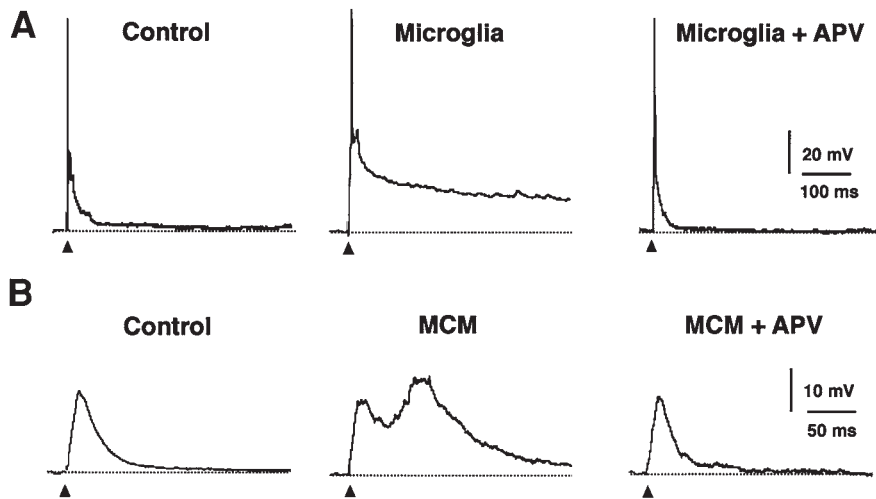 A
Control
Microglia
Microglia + APV
20 mV
100 ms
B
Control
MCM
MCM + APV
10 mV
50 ms